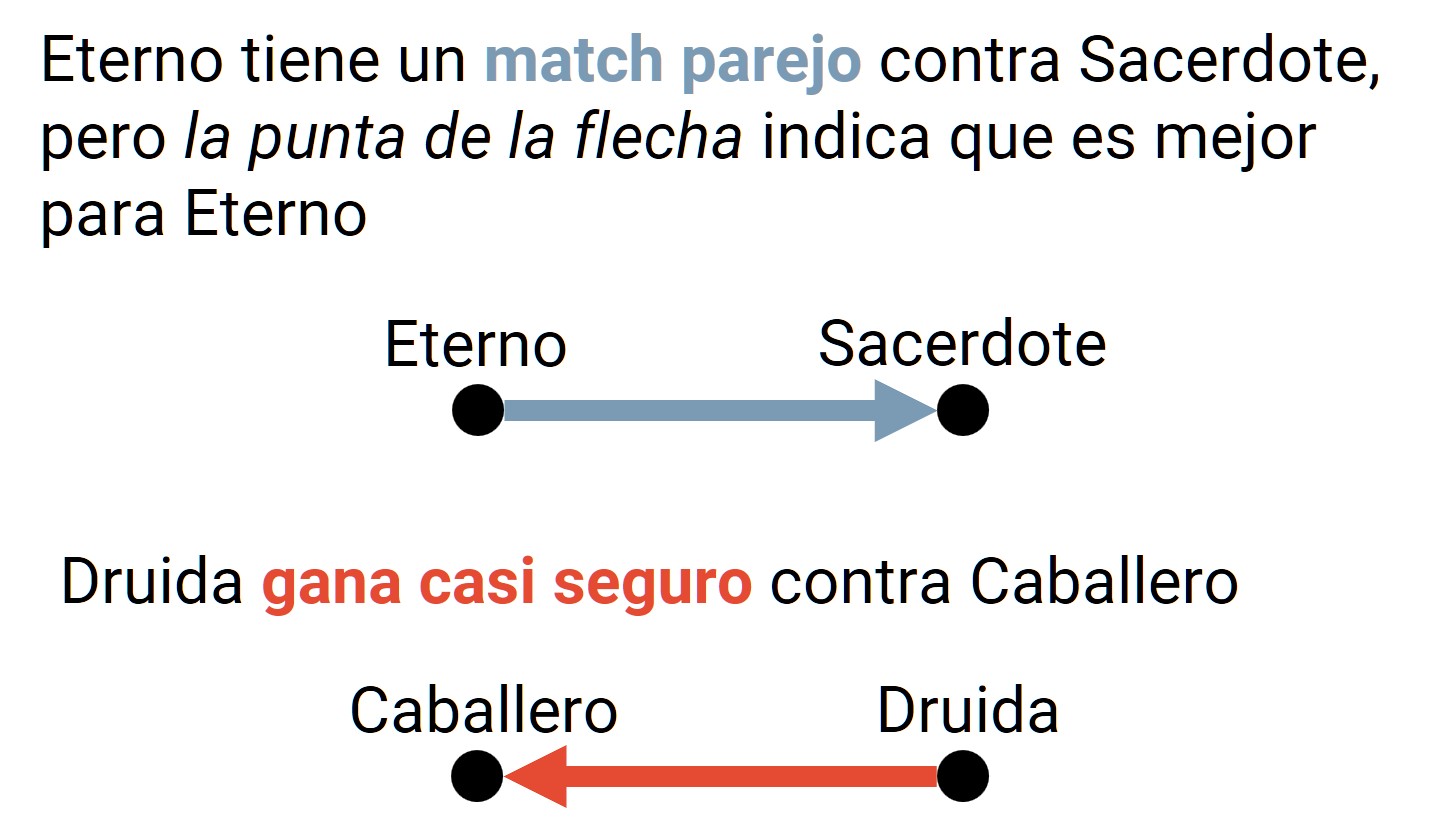 Eterno tiene un match parejo contra Sacerdote,
pero la punta de la flecha indica que es mejor
para Eterno
Eterno Sacerdote
Druida gana casi seguro contra Caballero
Caballero Druida